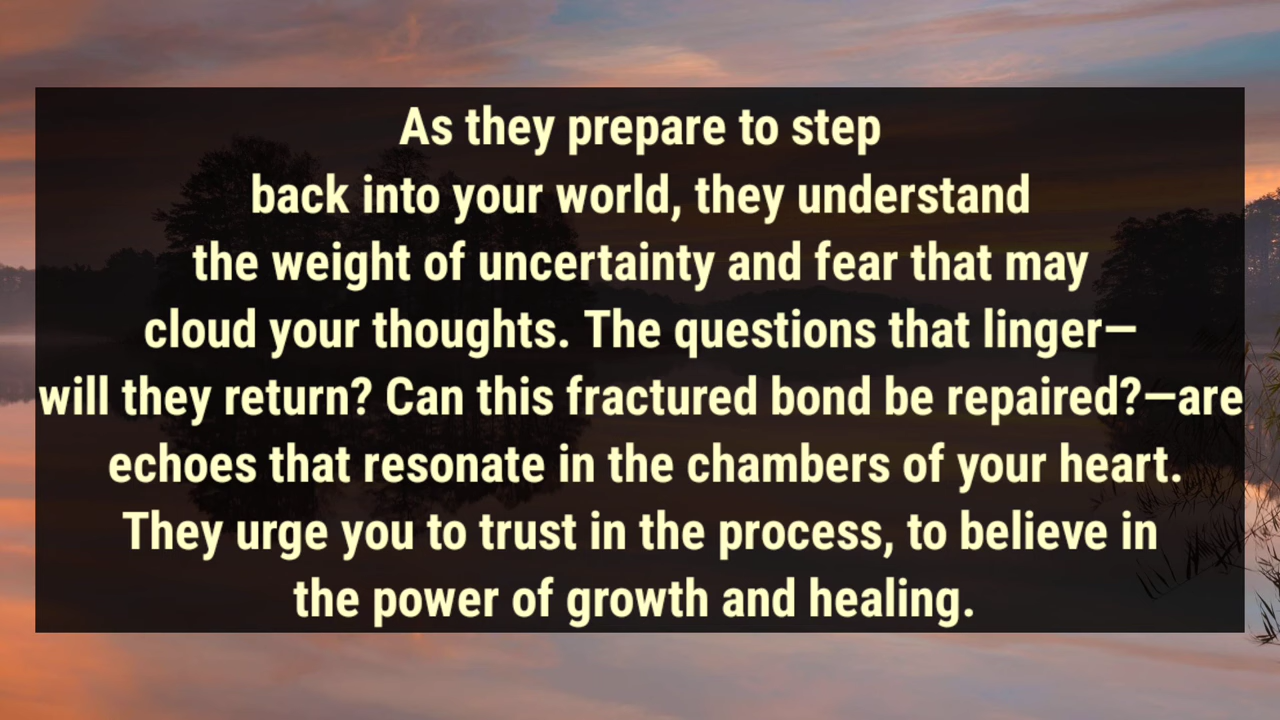 As they prepare to step
back into your world, they understand
the weight of uncertainty and fear that may
cloud your thoughts. The questions that linger—
will they return? Can this fractured bond be repaired?—are
echoes that resonate in the chambers of your heart.
They urge you to trust in the process, to believe in
the power of growth and healing.